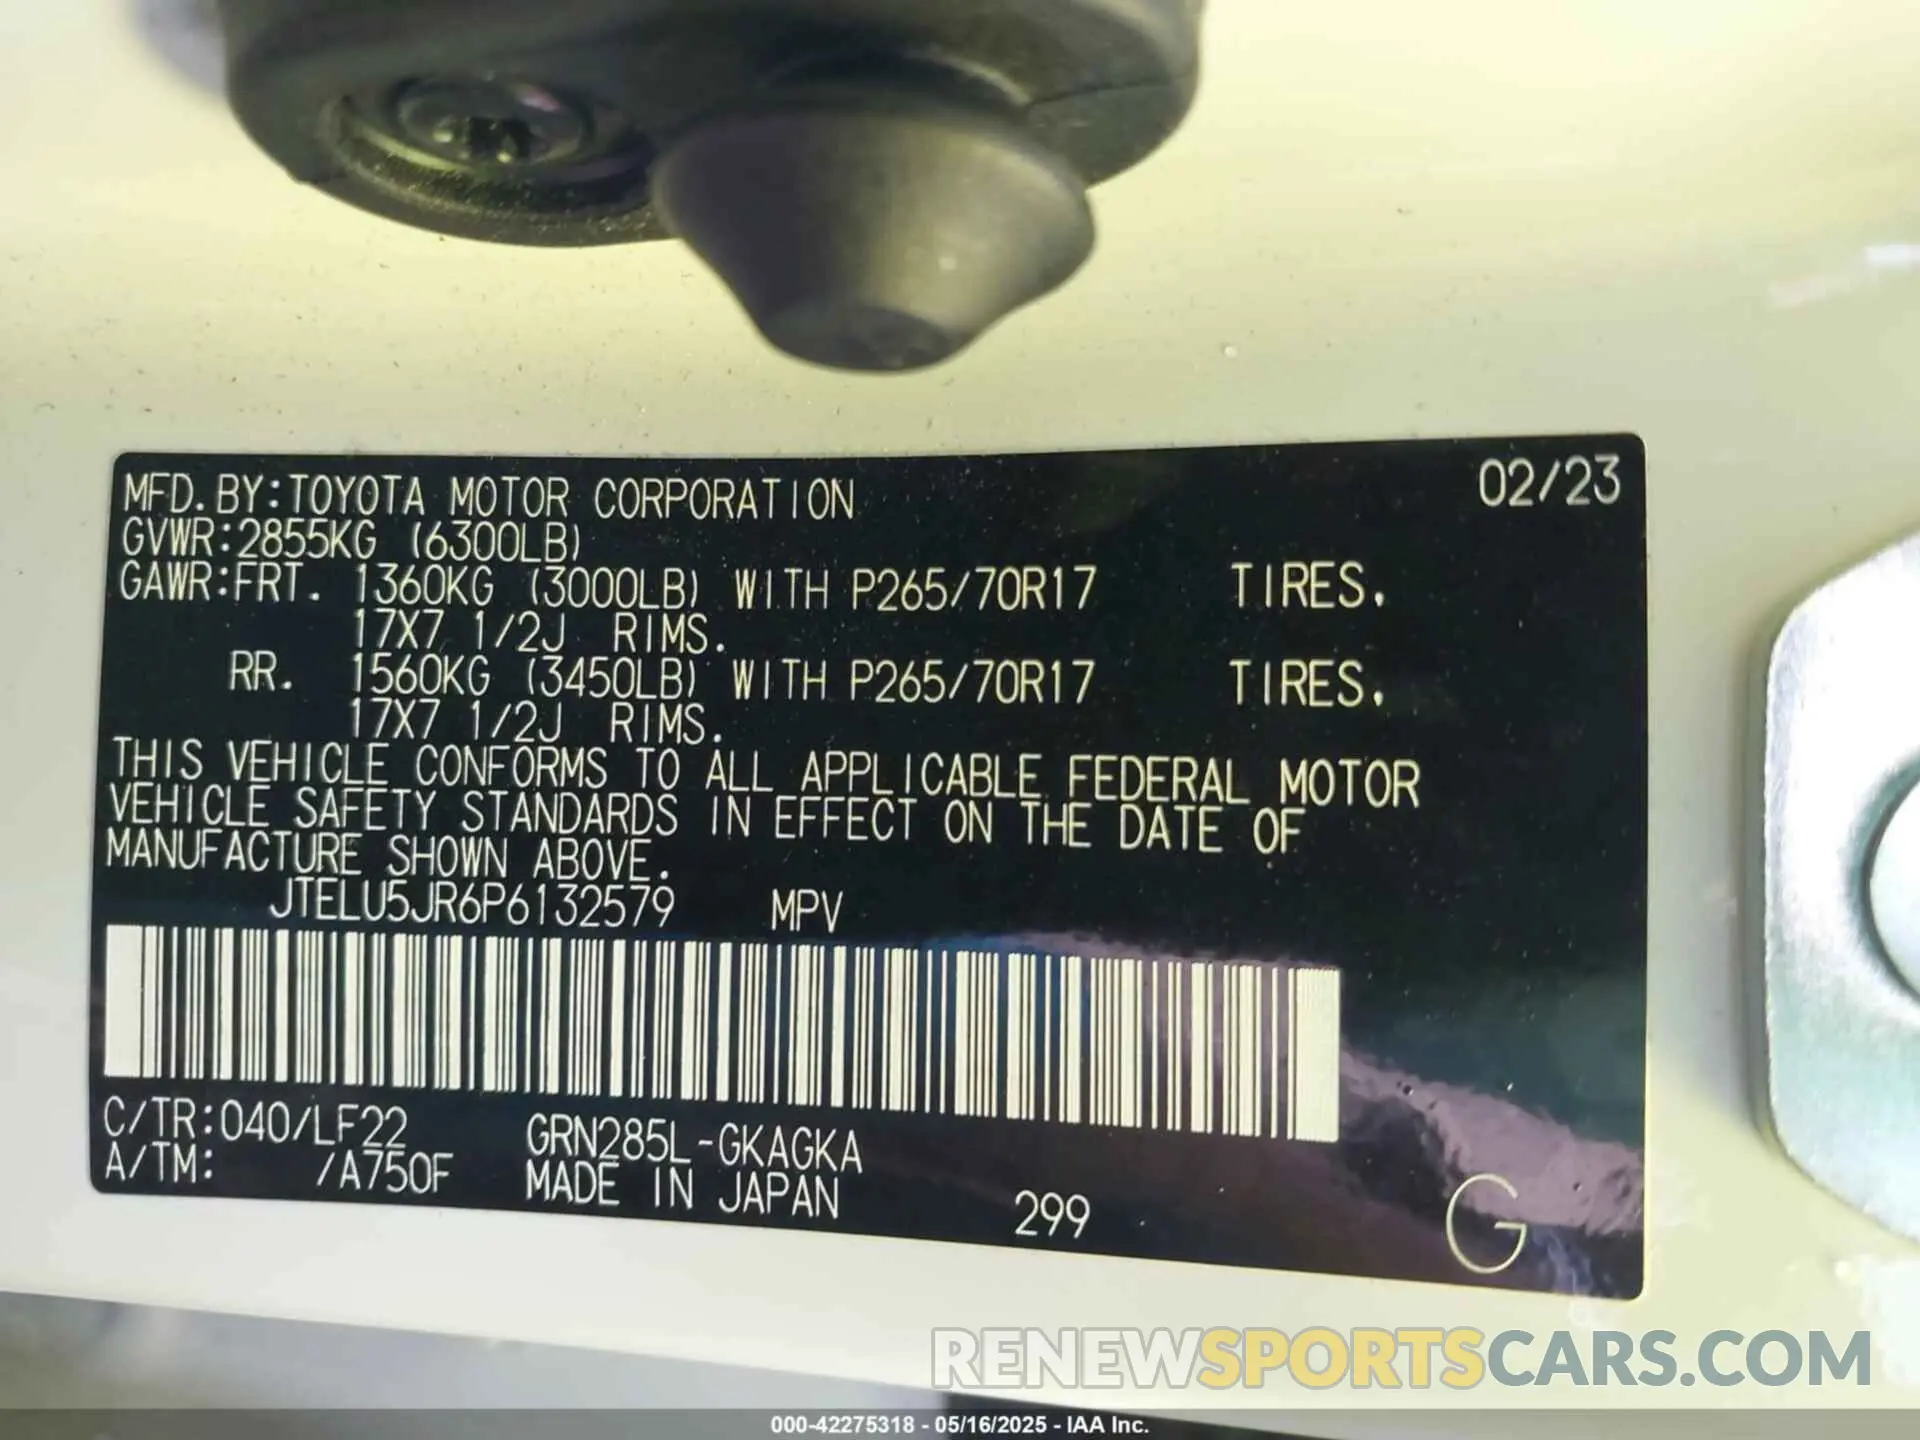 MFD.BY:TOYOTA MOTOR CORPORATION 02/23
GVWR:2855KG (6300LB)
GAWR:FRT. 1360KG (3000LB) WITH P265/70R17 TIRES.
17X7 1/2J RIMS.
RR. 1560KG (3450LB) WITH P265/70R17 TIRES.
17X7 1/2J RIMS.
THIS VEHICLE CONFORMS TO ALL APPLICABLE FEDERAL MOTOR
VEHICLE SAFETY STANDARDS IN EFFECT ON THE DATE OF
MANUFACTURE SHOWN ABOVE.
JTELU5JR6P6132579 MPV
C/TR:040/LF22 GRN285L-GKAGKA
A/TM: /A750F MADE IN JAPAN 299 G
RENEWSPORTSCARS.COM
000-42275318 - 05/16/2025 - IAA Inc.